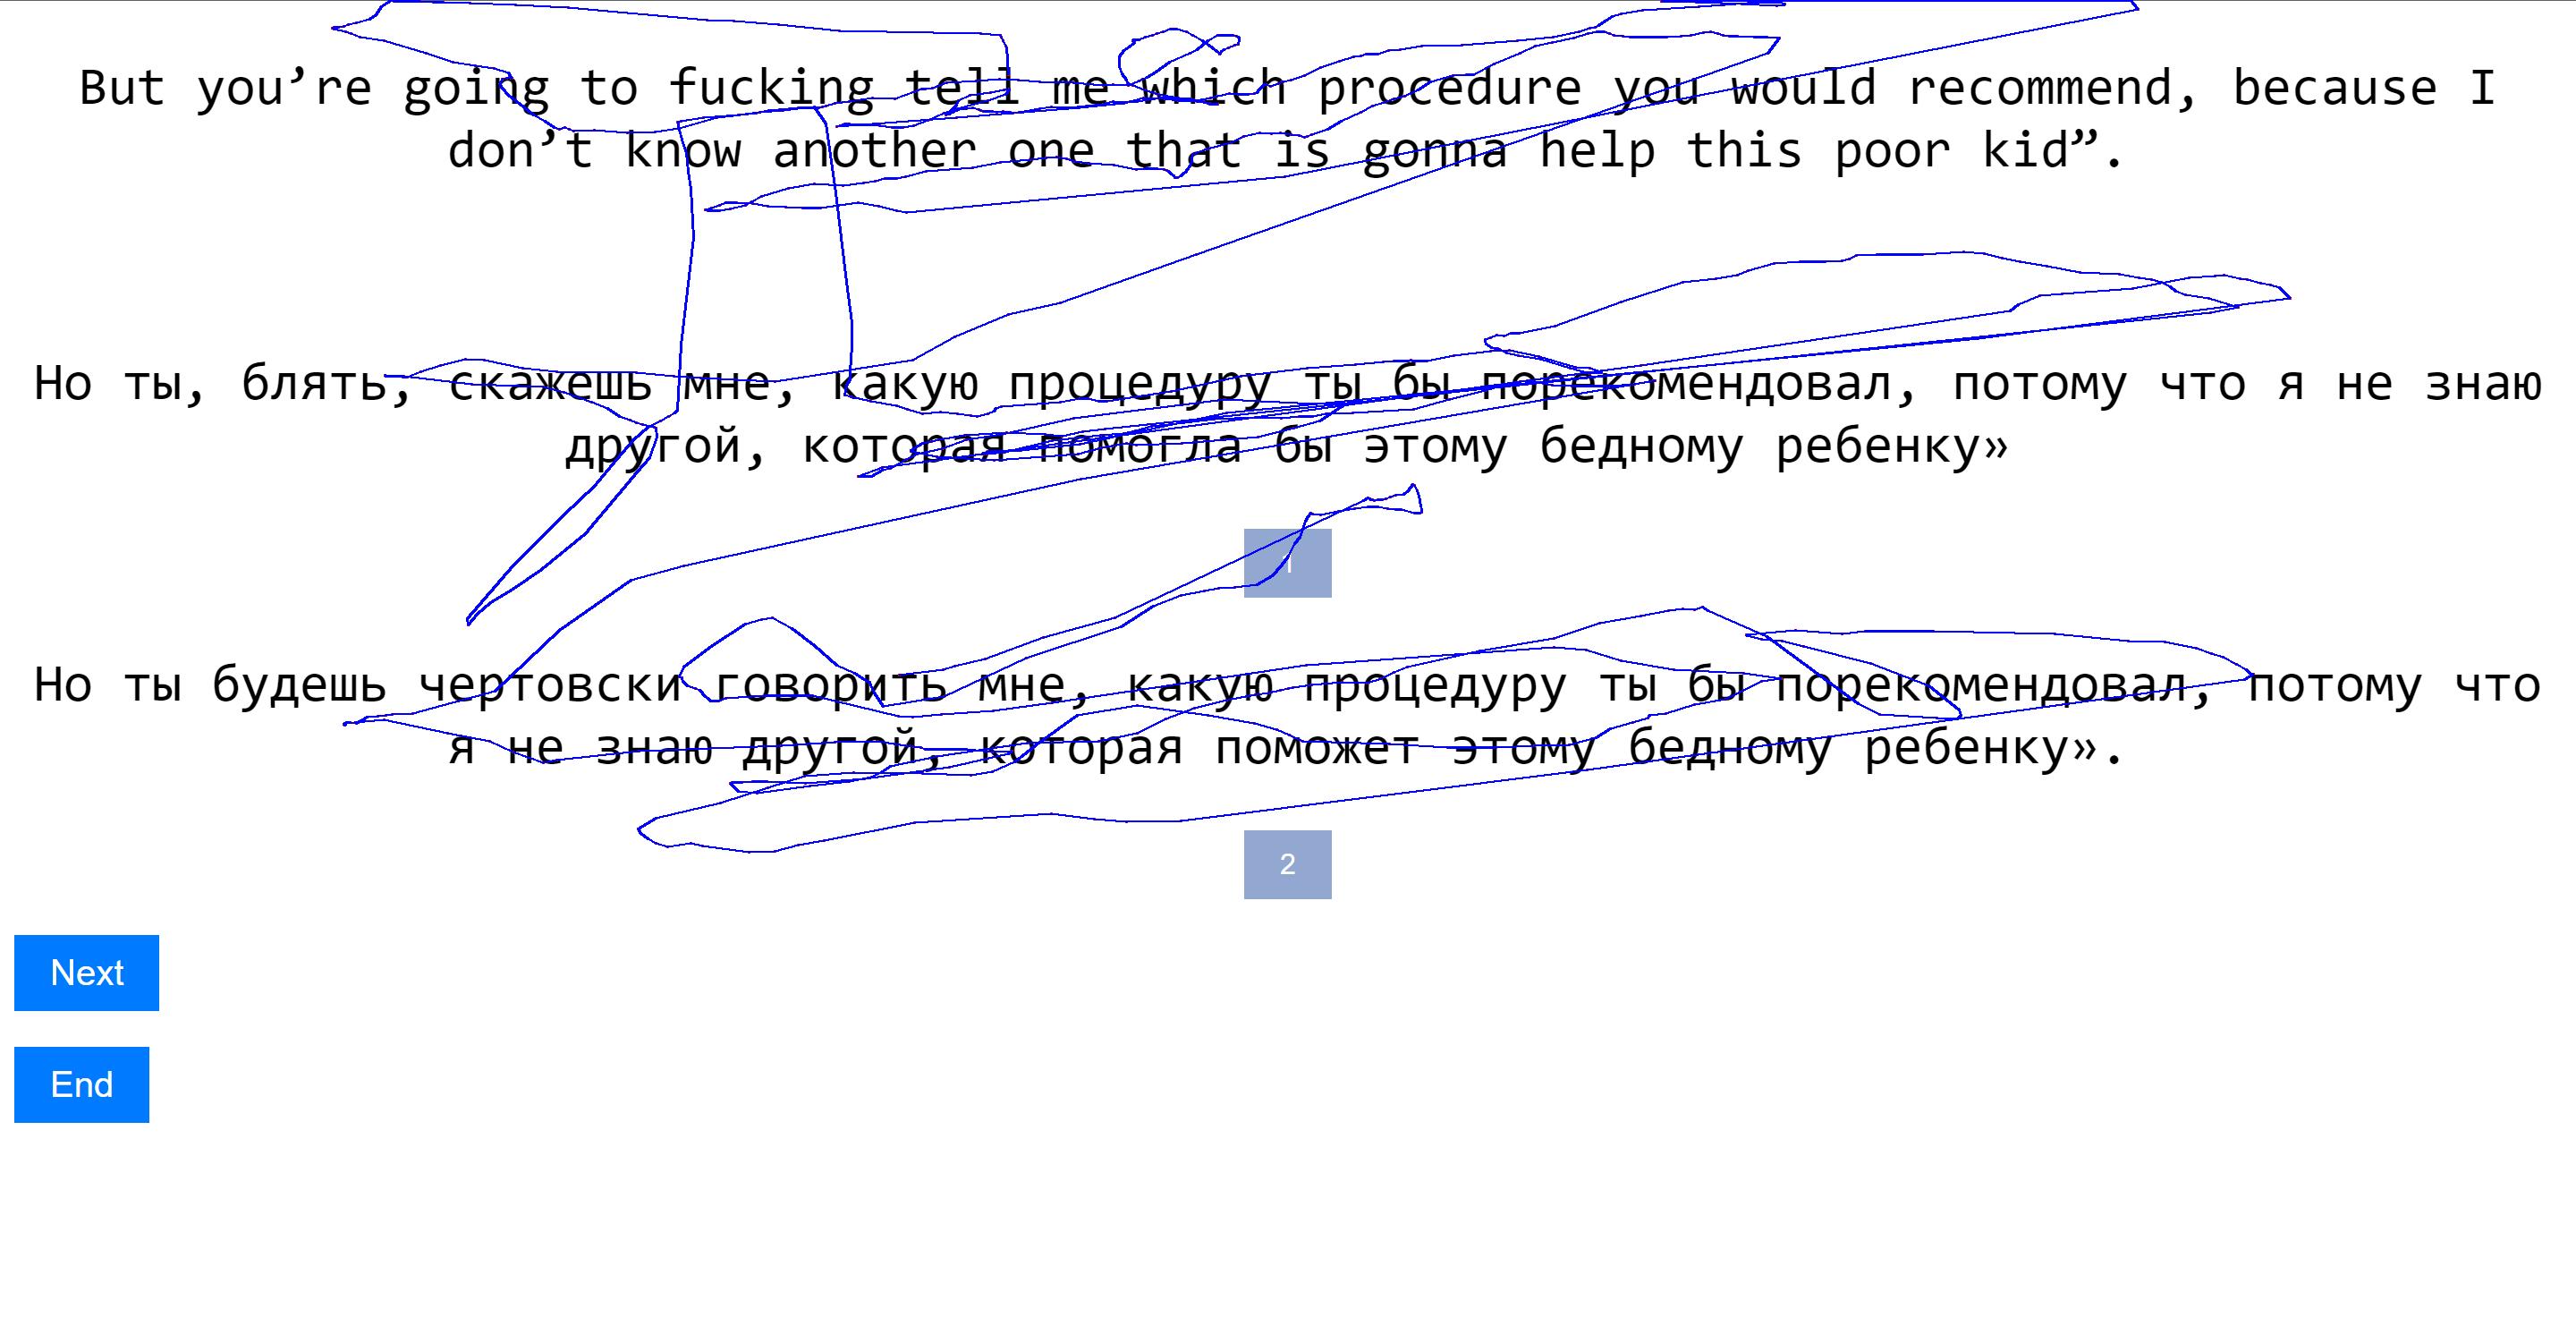 But you’re going to fucking tell me which procedure you would recommend, because I
don’t know another one that is gonna help this poor kid”.
Но ты, блять, скажешь мне, какую процедуру ты бы порекомендовал, потому что я не знаю
другой, которая помогла бы этому бедному ребенку»
1
Но ты будешь чертовски говорить мне, какую процедуру ты бы порекомендовал, потому что
я не знаю другой, которая поможет этому бедному ребенку».
2
Next
End